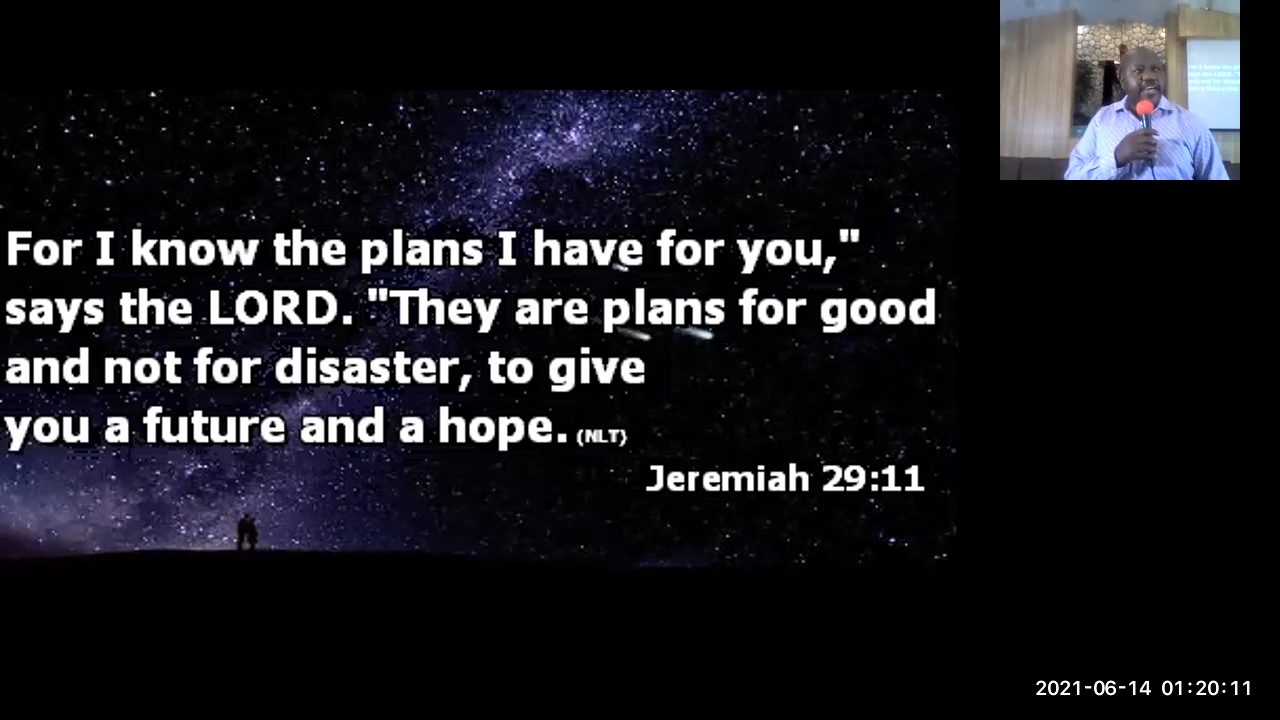 For I know the plans I have for you,"
says the LORD. "They are plans for good
and not for disaster, to give
you a future and a hope. (NLT)
Jeremiah 29:11
2021-06-14 01:20:11